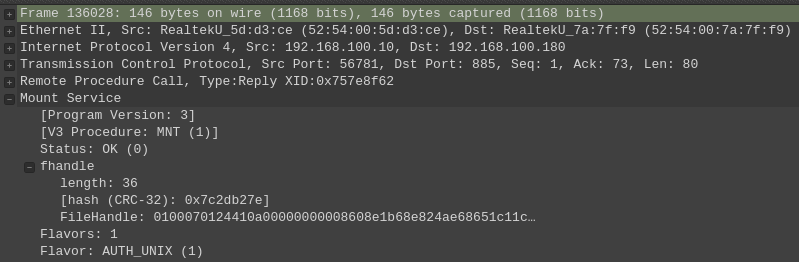 Frame 136028: 146 bytes on wire (1168 bits), 146 bytes captured (1168 bits)
Ethernet II, Src: RealtekU_5d:d3:ce (52:54:00:5d:d3:ce), Dst: RealtekU_7a:7f:f9 (52:54:00:7a:7f:f9)
Internet Protocol Version 4, Src: 192.168.100.10, Dst: 192.168.100.180
Transmission Control Protocol, Src Port: 56781, Dst Port: 885, Seq: 1, Ack: 73, Len: 80
Remote Procedure Call, Type:Reply XID:0x757e8f62
Mount Service
[Program Version: 3]
[V3 Procedure: MNT (1)]
Status: OK (0)
fhandle
length: 36
[hash (CRC-32): 0x7c2db27e]
FileHandle: 0100070124410a00000000008608e1b68e824ae68651c11c…
Flavors: 1
Flavor: AUTH_UNIX (1)